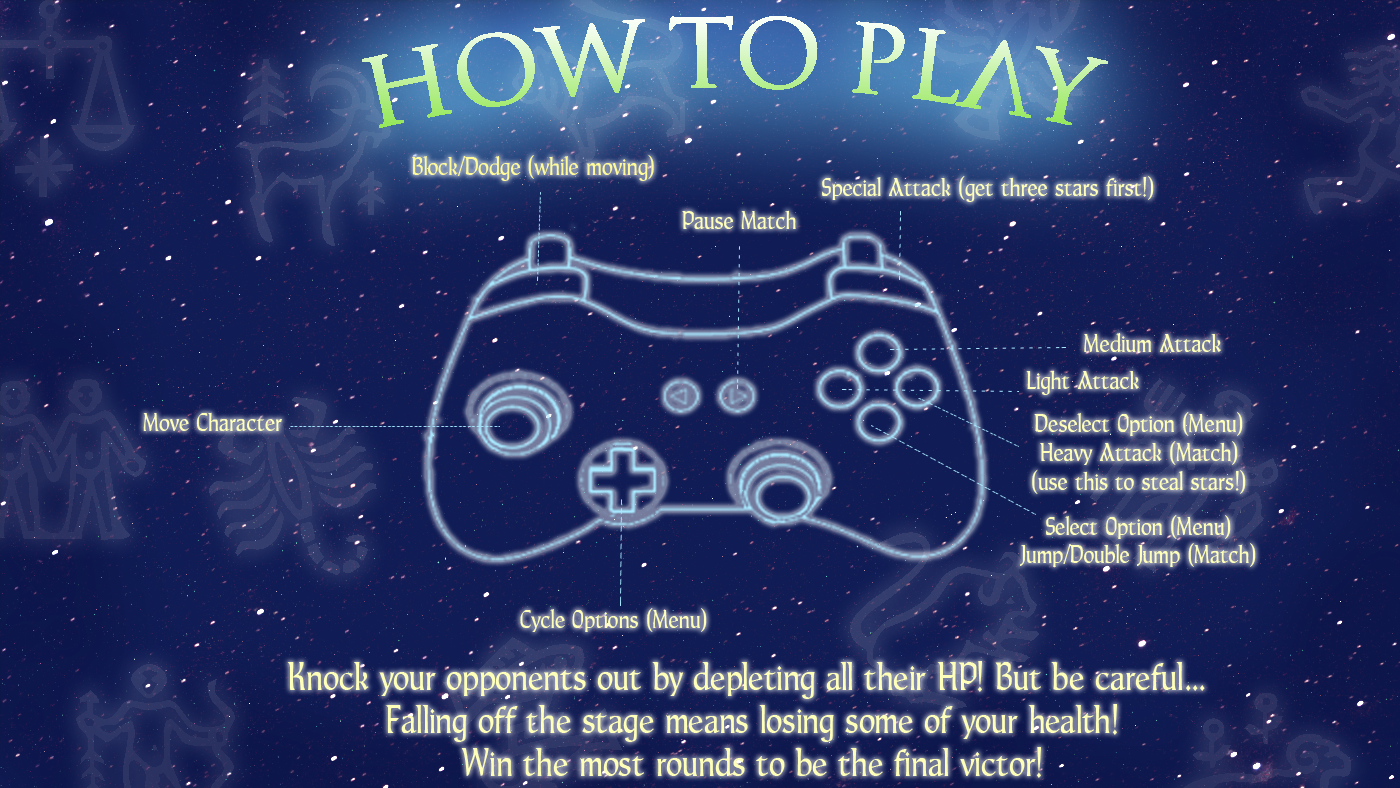 HOW TO PLAY
Block/Dodge (while moving)
Special Attack (get three stars first!)
Pause Match
Medium Attack
Light Attack
Move Character
Deselect Option (Menu)
Heavy Attack (Match)
(use this to steal stars!)
Select Option (Menu)
Jump/Double Jump (Match)
Cycle Options (Menu)
Knock your opponents out by depleting all their HP! But be careful...
Falling off the stage means losing some of your health!
Win the most rounds to be the final victor!